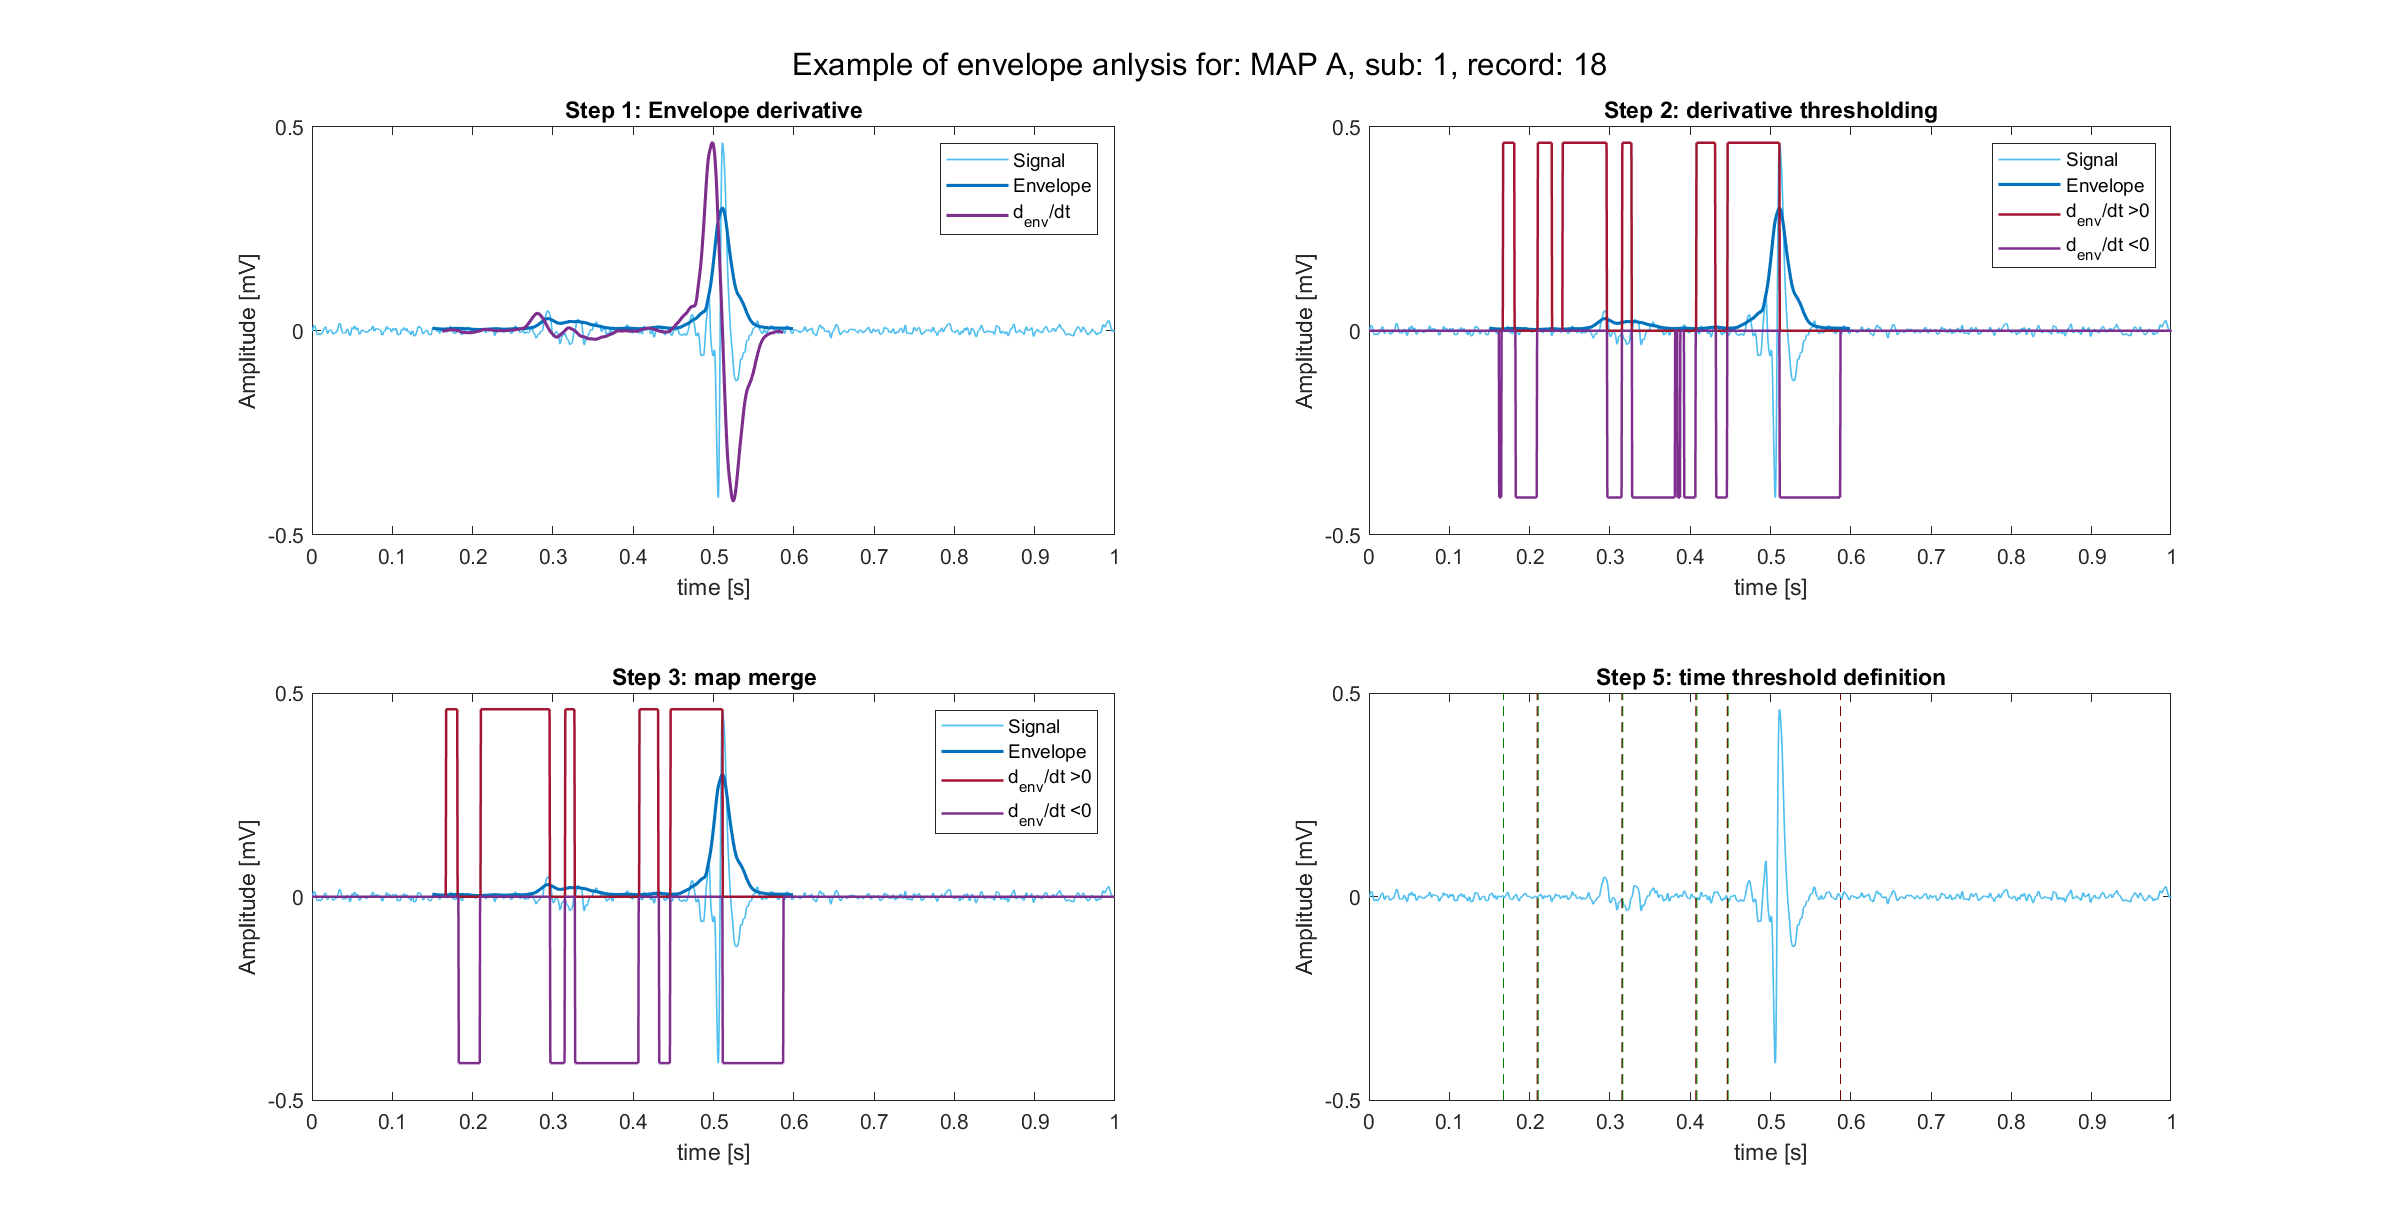 Example of envelope anlysis for: MAP A, sub: 1, record: 18
Step 1: Envelope derivative
0.5
0
-0.5
Amplitude [mV]
Signal
Envelope
d_env/dt
0 0.1 0.2 0.3 0.4 0.5 0.6 0.7 0.8 0.9 1
time [s]
Step 2: derivative thresholding
0.5
0
-0.5
Amplitude [mV]
Signal
Envelope
d_env/dt >0
d_env/dt <0
0 0.1 0.2 0.3 0.4 0.5 0.6 0.7 0.8 0.9 1
time [s]
Step 3: map merge
0.5
0
-0.5
Amplitude [mV]
Signal
Envelope
d_env/dt >0
d_env/dt <0
0 0.1 0.2 0.3 0.4 0.5 0.6 0.7 0.8 0.9 1
time [s]
Step 5: time threshold definition
0.5
0
-0.5
Amplitude [mV]
0 0.1 0.2 0.3 0.4 0.5 0.6 0.7 0.8 0.9 1
time [s]